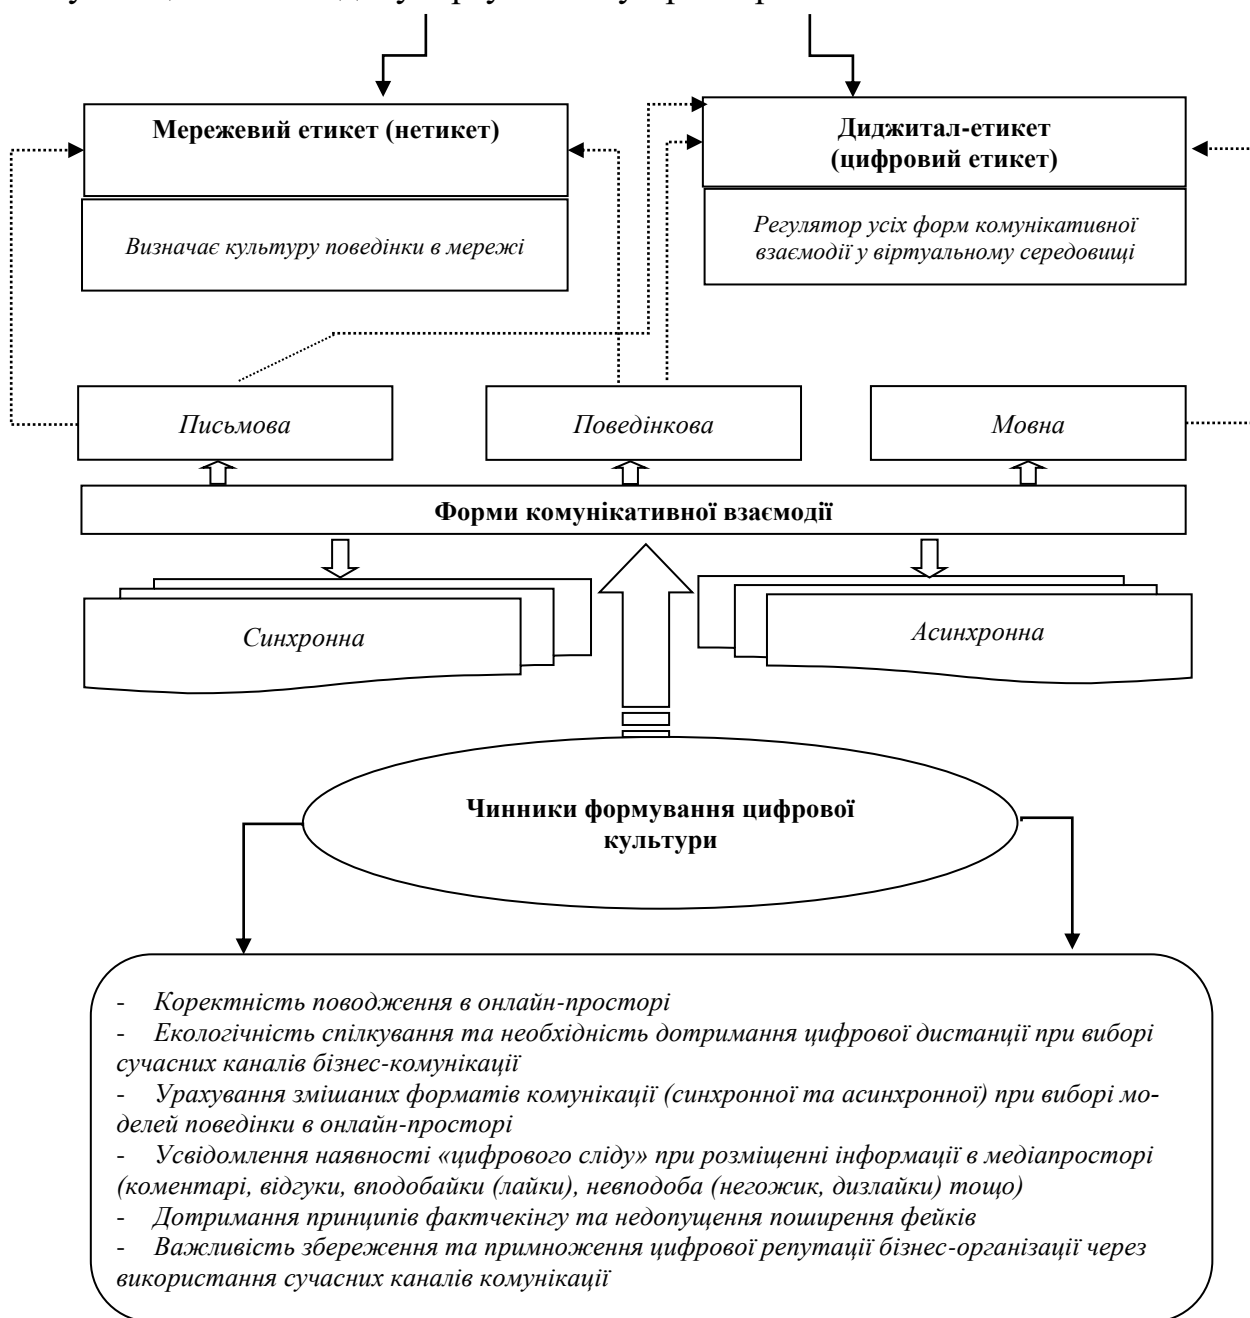 Мережевий етикет (нетикет)
Диджитал-етикет
(цифровий етикет)
Визначає культуру поведінки в мережі
Регулятор усіх форм комунікативної
взаємодії у віртуальному середовищі
Письмова
Поведінкова
Мовна
Форми комунікативної взаємодії
Синхронна
Асинхронна
Чинники формування цифрової
культури
- Коректність поводження в онлайн-просторі
- Екологічність спілкування та необхідність дотримання цифрової дистанції при виборі
сучасних каналів бізнес-комунікації
- Урахування змішаних форматів комунікації (синхронної та асинхронної) при виборі мо-
делей поведінки в онлайн-просторі
- Усвідомлення наявності «цифрового сліду» при розміщенні інформації в медіапросторі
(коментарі, відгуки, вподобайки (лайки), невподоба (негожик, дизлайки) тощо)
- Дотримання принципів фактчекінгу та недопущення поширення фейків
- Важливість збереження та примноження цифрової репутації бізнес-організації через
використання сучасних каналів комунікації